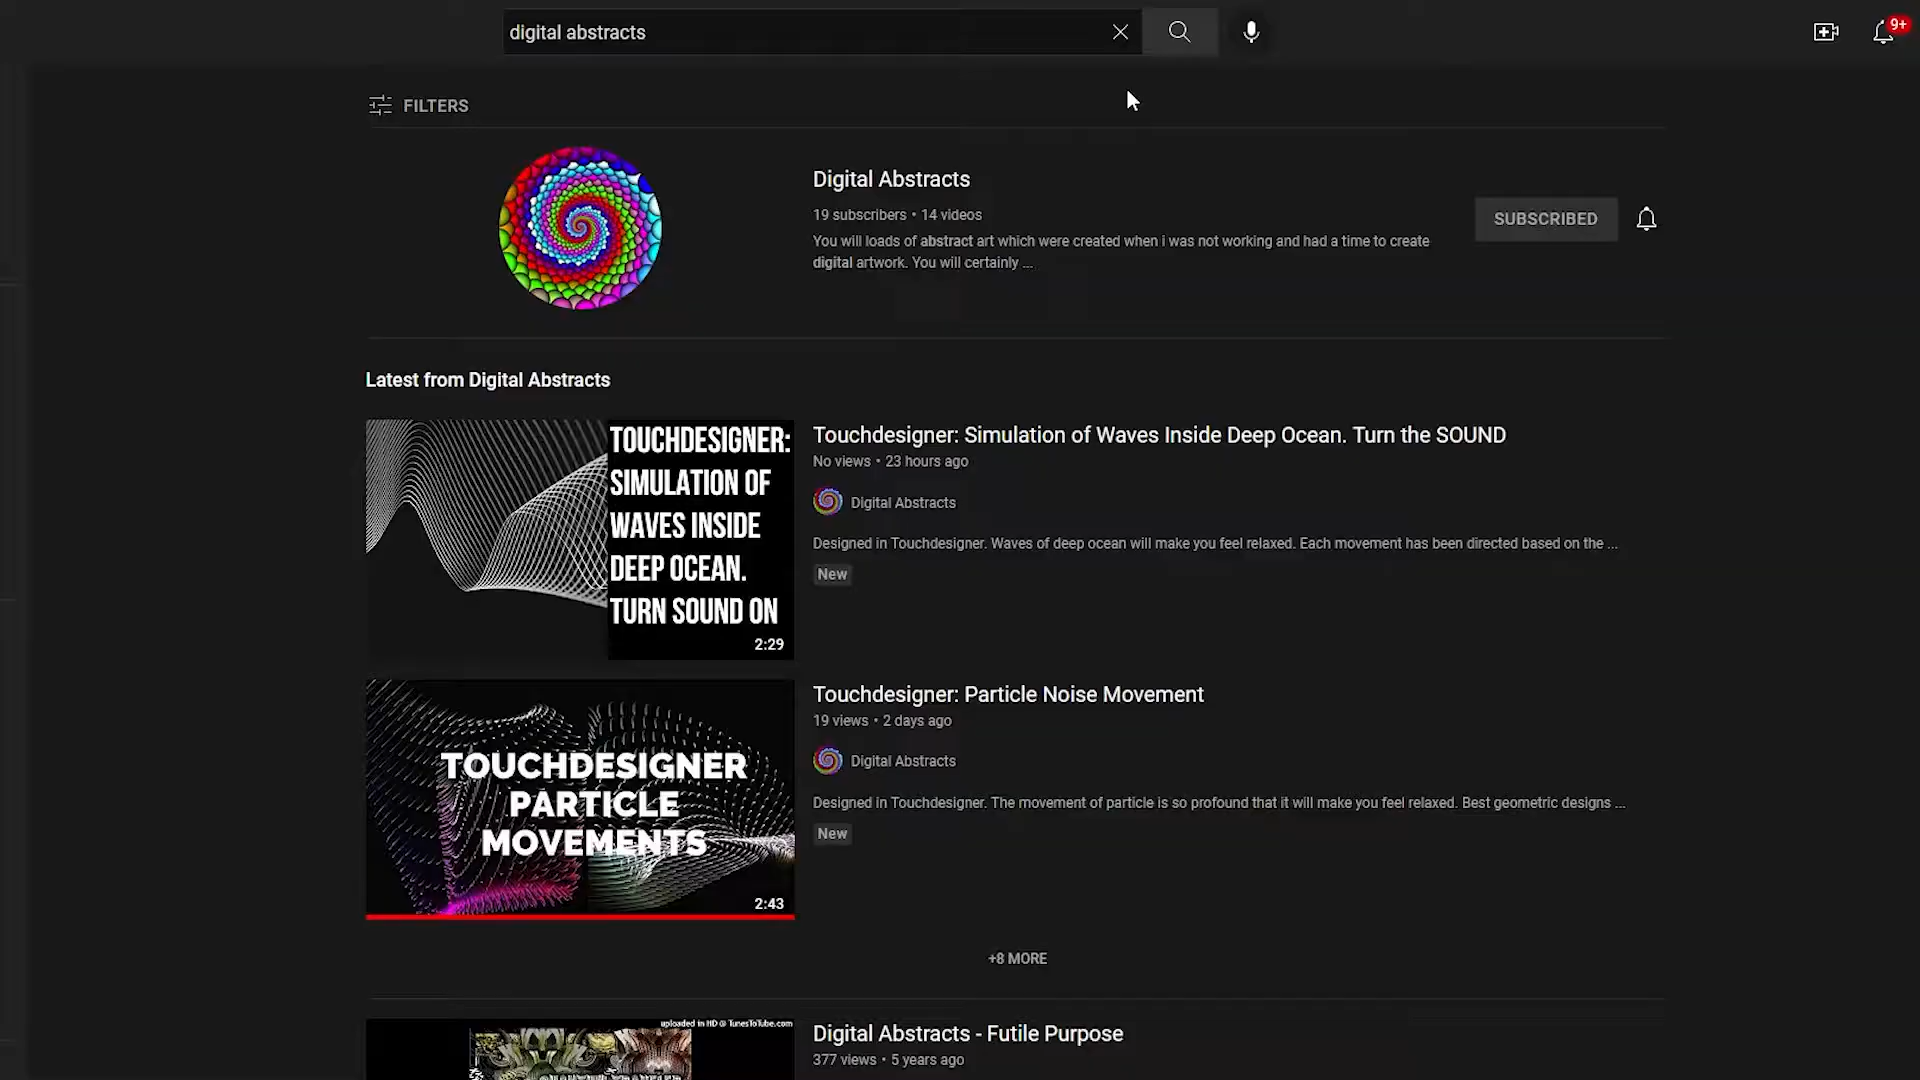 digital abstracts
9+
FILTERS
Digital Abstracts
19 subscribers • 14 videos
SUBSCRIBED
You will loads of abstract art which were created when i was not working and had a time to create
digital artwork. You will certainly ...
Latest from Digital Abstracts
TOUCHDESIGNER:
SIMULATION OF
WAVES INSIDE
DEEP OCEAN.
TURN SOUND ON
2:29
Touchdesigner: Simulation of Waves Inside Deep Ocean. Turn the SOUND
No views • 23 hours ago
Digital Abstracts
Designed in Touchdesigner. Waves of deep ocean will make you feel relaxed. Each movement has been directed based on the ...
New
TOUCHDESIGNER
PARTICLE
MOVEMENTS
2:43
Touchdesigner: Particle Noise Movement
19 views • 2 days ago
Digital Abstracts
Designed in Touchdesigner. The movement of particle is so profound that it will make you feel relaxed. Best geometric designs ...
New
+8 MORE
uploaded in HD @ TunesToTube.com
Digital Abstracts - Futile Purpose
377 views • 5 years ago